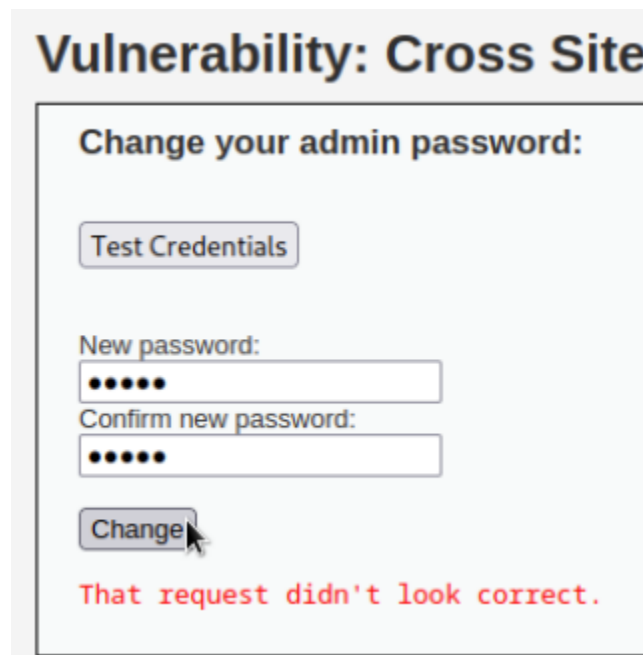 Vulnerability: Cross Site
Change your admin password:
Test Credentials
New password:
●●●●●
Confirm new password:
●●●●●
Change
That request didn't look correct.